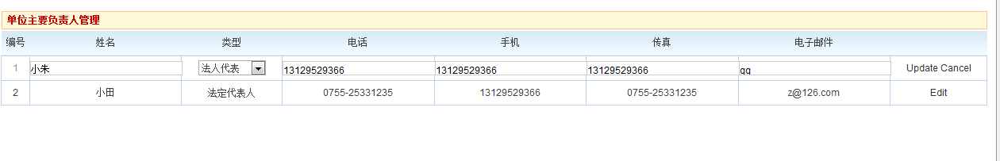 单位主要负责人管理
编号 姓名 类型 电话 手机 传真 电子邮件
1 小朱 法人代表 13129529366 13129529366 13129529366 qq Update Cancel
2 小田 法定代表人 0755-25331235 13129529366 0755-25331235 z@126.com Edit